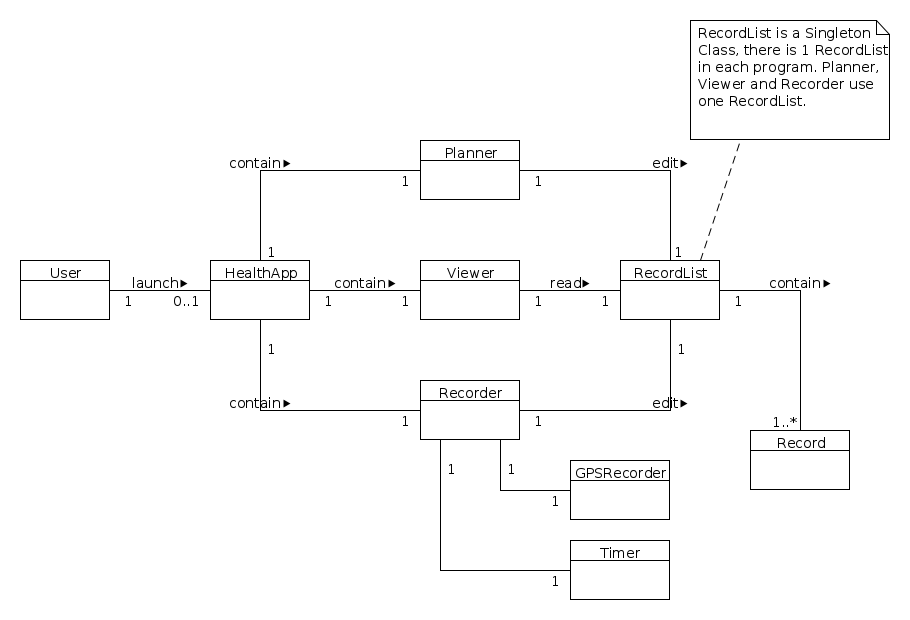 RecordList is a Singleton
Class, there is 1 RecordList
in each program. Planner,
Viewer and Recorder use
one RecordList.
contain▶
Planner
edit▶
1
1
1
1
User
launch▶
HealthApp
contain▶
Viewer
read▶
RecordList
contain▶
1
0..1
1
1
1
1
1
1
1
contain▶
Recorder
edit▶
1
1
1..*
Record
1
1
GPSRecorder
1
Timer
1